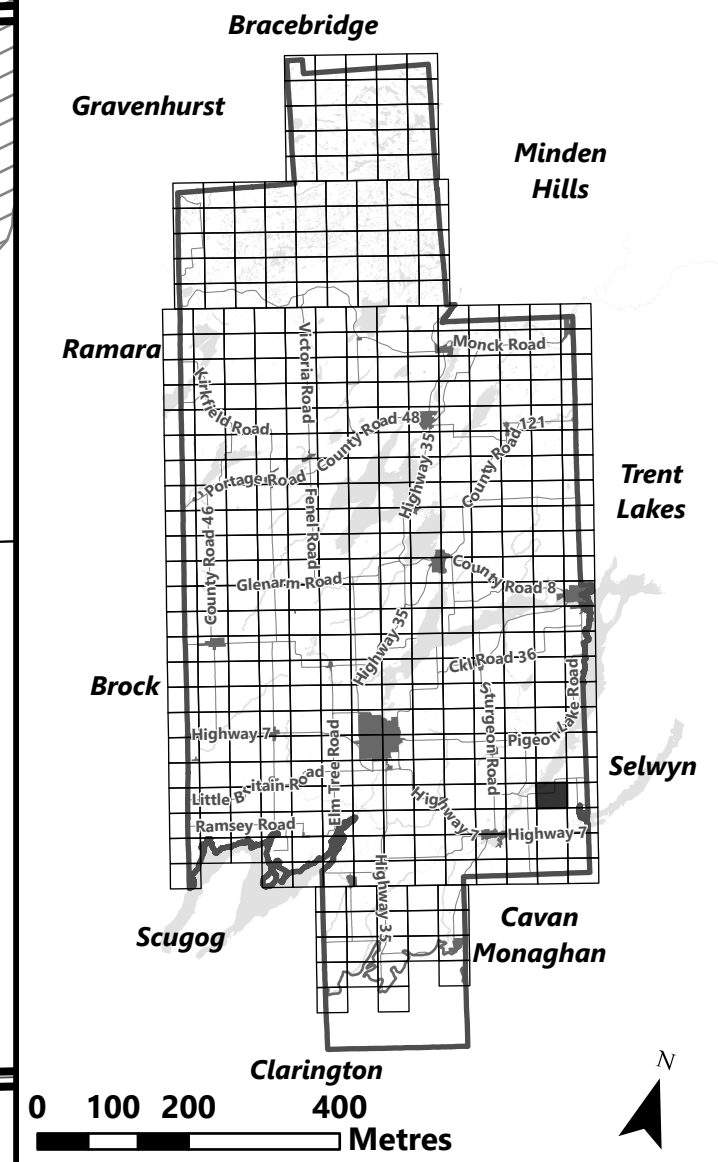 Bracebridge
Gravenhurst
Minden
Hills
Ramara
Monck Road
Victoria Road
Kirkfield Road
County Road 48
County Road 121
Highway 35
Portage Road
Trent
Lakes
Fenel Road
County Road 46
Glenarm Road
County Road 8
Highway 35
Ckl Road 36
Brock
Sturgeon Road
Pigeon Lake Road
Highway 7
Elm Tree Road
Selwyn
Little Britain Road
Highway 7
Ramsey Road
Highway 7
Highway 35
Scugog
Cavan
Monaghan
Clarington
N
0 100 200 400
Metres